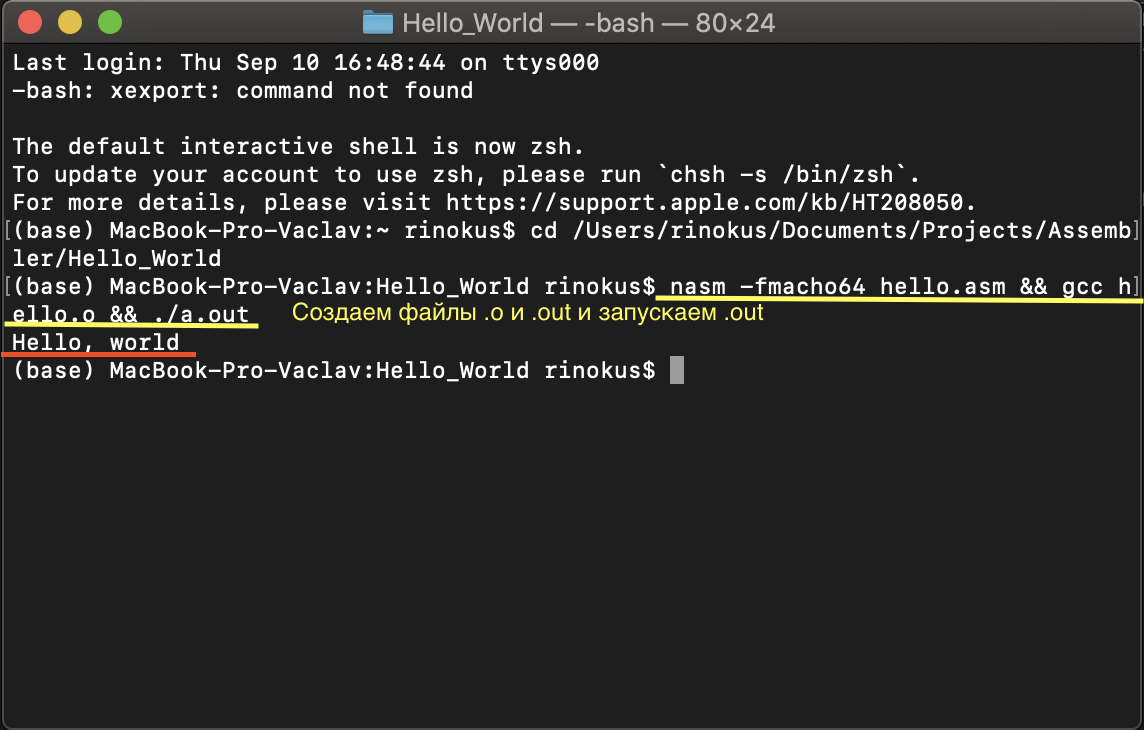 Hello_World — -bash — 80×24
Last login: Thu Sep 10 16:48:44 on ttys000
-bash: xexport: command not found
The default interactive shell is now zsh.
To update your account to use zsh, please run `chsh -s /bin/zsh`.
For more details, please visit https://support.apple.com/kb/HT208050.
[(base) MacBook-Pro-Vaclav:~ rinokus$ cd /Users/rinokus/Documents/Projects/Assemb]
ler/Hello_World
[(base) MacBook-Pro-Vaclav:Hello_World rinokus$ nasm -fmacho64 hello.asm && gcc h]
ello.o && ./a.out Создаем файлы .o и .out и запускаем .out
Hello, world
(base) MacBook-Pro-Vaclav:Hello_World rinokus$